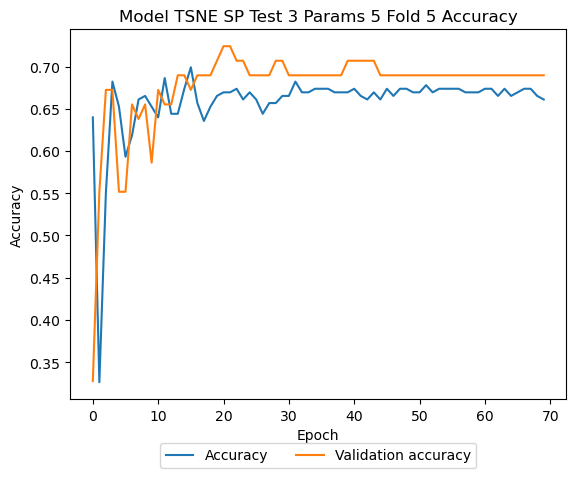 Model TSNE SP Test 3 Params 5 Fold 5 Accuracy
Accuracy
0.70
0.65
0.60
0.55
0.50
0.45
0.40
0.35
0 10 20 30 40 50 60 70
Epoch
Accuracy Validation accuracy